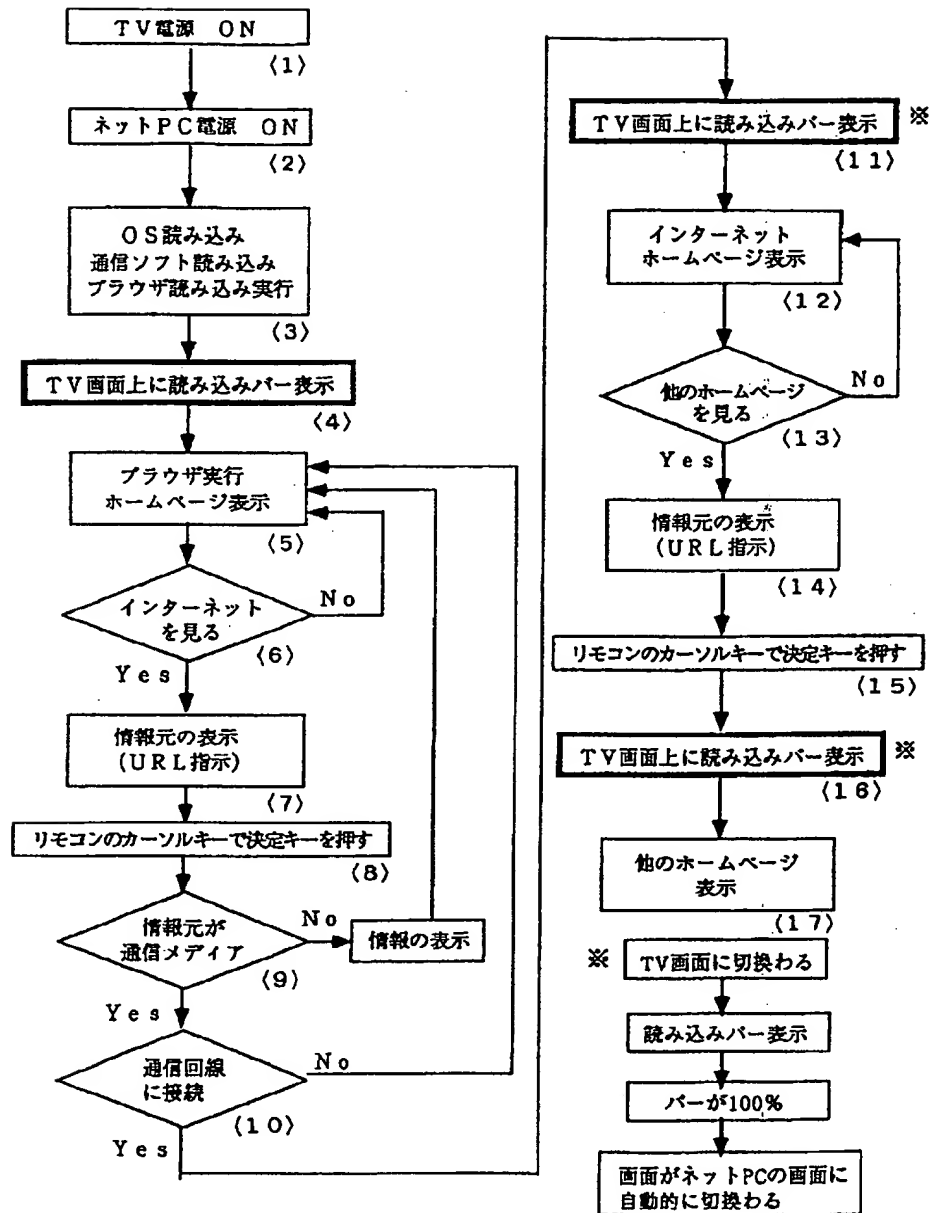 TV電源 ON
〈1〉
ネットPC電源 ON
〈2〉
OS読み込み
通信ソフト読み込み
ブラウザ読み込み実行
〈3〉
TV画面上に読み込みバー表示
〈4〉
ブラウザ実行
ホームページ表示
〈5〉
インターネット
を見る
〈6〉
No
Yes
情報元の表示
(URL指示)
〈7〉
リモコンのカーソルキーで決定キーを押す
〈8〉
情報元が
通信メディア
〈9〉
No
情報の表示
Yes
通信回線
に接続
〈10〉
No
Yes
TV画面上に読み込みバー表示 ※
〈11〉
インターネット
ホームページ表示
〈12〉
他のホームページ
を見る
〈13〉
No
Yes
情報元の表示
(URL指示)
〈14〉
リモコンのカーソルキーで決定キーを押す
〈15〉
TV画面上に読み込みバー表示 ※
〈16〉
他のホームページ
表示
〈17〉
※ TV画面に切換わる
読み込みバー表示
バーが100%
画面がネットPCの画面に
自動的に切換わる